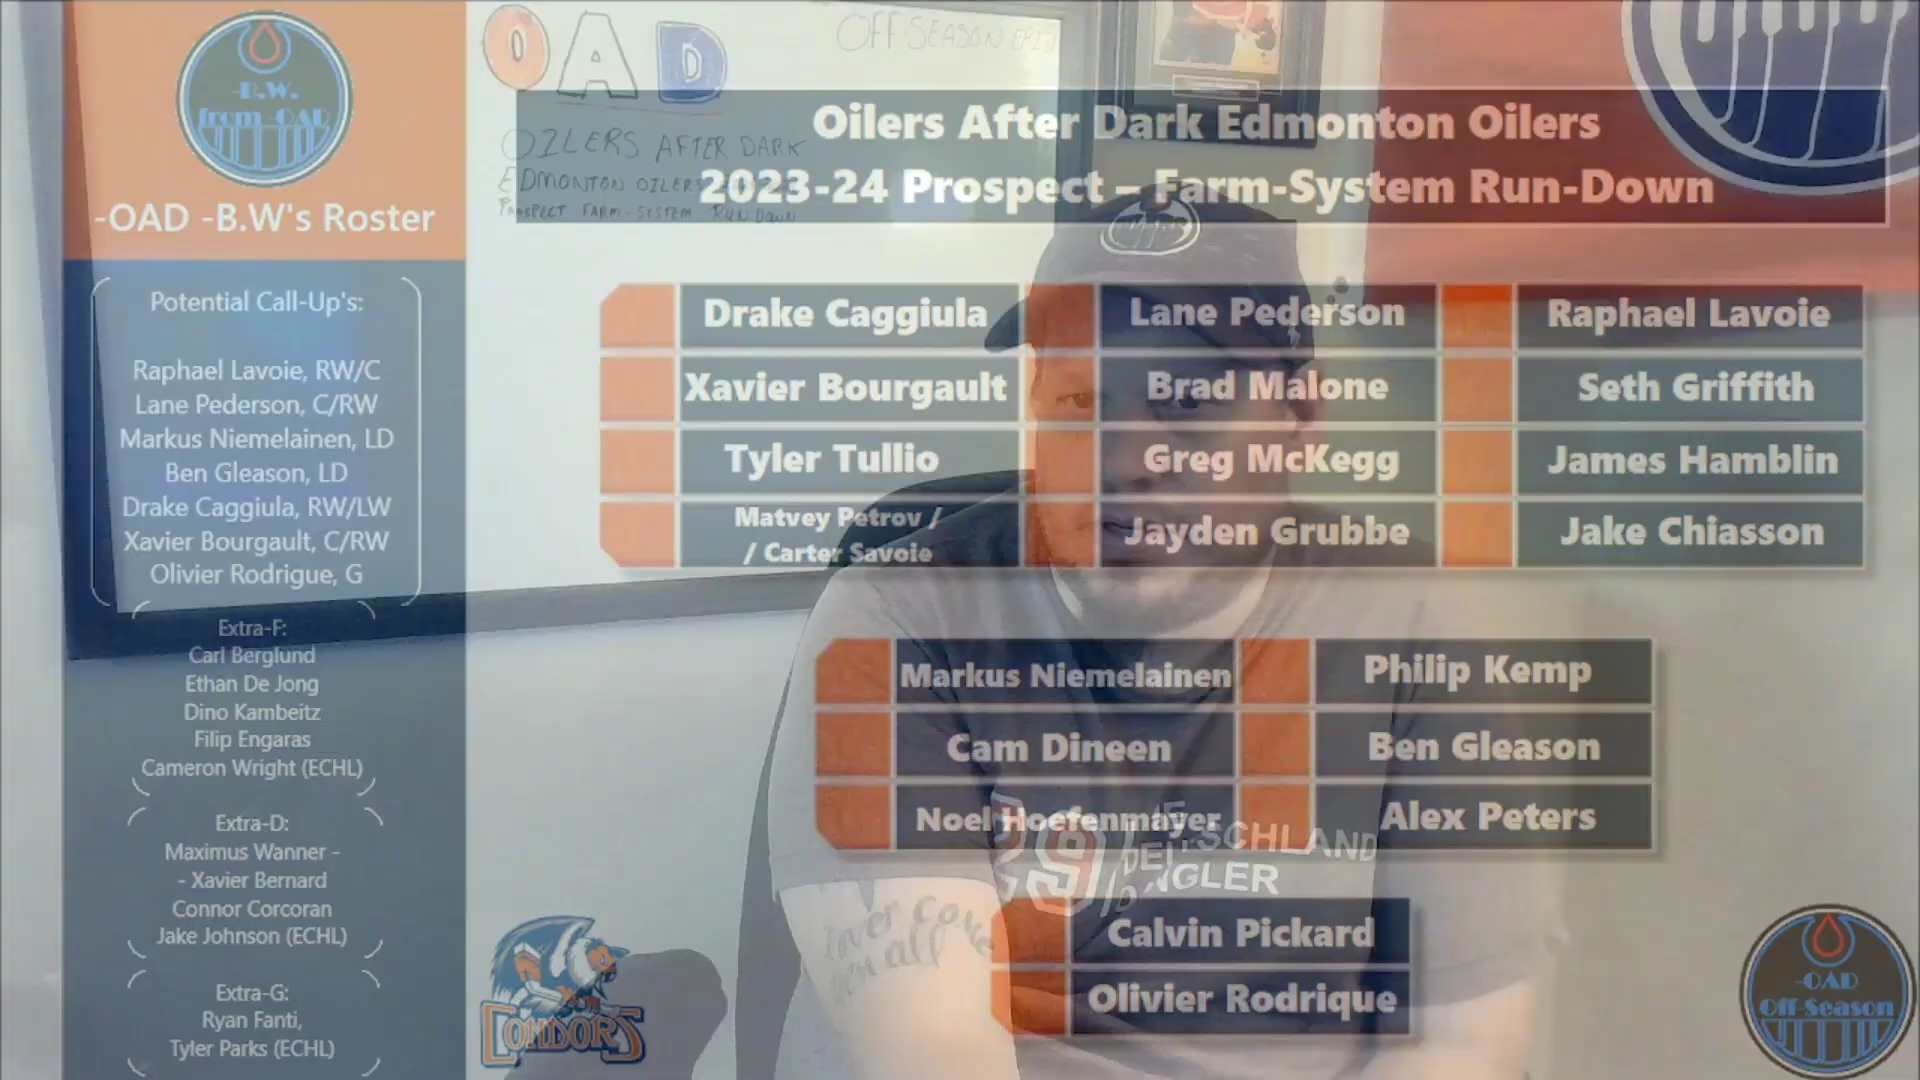 -B.W.
from -OAD
-OAD -B.W's Roster
Potential Call-Up's:
Raphael Lavoie, RW/C
Lane Pederson, C/RW
Markus Niemelainen, LD
Ben Gleason, LD
Drake Caggiula, RW/LW
Xavier Bourgault, C/RW
Olivier Rodrigue, G
Extra-F:
Carl Berglund
Ethan De Jong
Dino Kambeitz
Filip Engaras
Cameron Wright (ECHL)
Extra-D:
Maximus Wanner -
- Xavier Bernard
Connor Corcoran
Jake Johnson (ECHL)
Extra-G:
Ryan Fanti,
Tyler Parks (ECHL)
OAD
OFF SEASON
OILERS AFTER DARK
EDMONTON OILERS
PROSPECT FARM-SYSTEM RUN DOWN
Oilers After Dark Edmonton Oilers
2023-24 Prospect – Farm-System Run-Down
Drake Caggiula
Lane Pederson
Raphael Lavoie
Xavier Bourgault
Brad Malone
Seth Griffith
Tyler Tullio
Greg McKegg
James Hamblin
Matvey Petrov /
/ Carter Savoie
Jayden Grubbe
Jake Chiasson
Markus Niemelainen
Philip Kemp
Cam Dineen
Ben Gleason
Noel Hoefenmayer
Alex Peters
29
DEUTSCHLAND
Calvin Pickard
Olivier Rodrique
CONDORS
-OAD
Off-Season